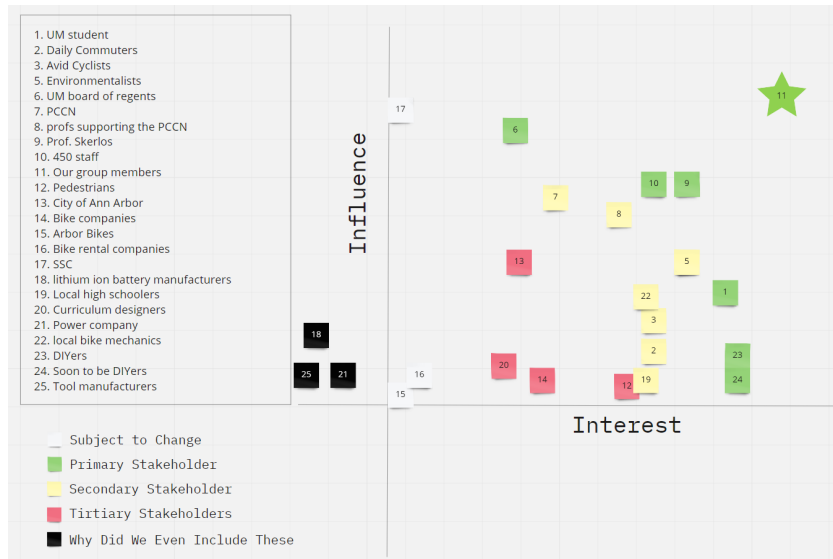 1. UM student
2. Daily Commuters
3. Avid Cyclists
5. Environmentalists
6. UM board of regents
7. PCCN
8. profs supporting the PCCN
9. Prof. Skerlos
10. 450 staff
11. Our group members
12. Pedestrians
13. City of Ann Arbor
14. Bike companies
15. Arbor Bikes
16. Bike rental companies
17. SSC
18. lithium ion battery manufacturers
19. Local high schoolers
20. Curriculum designers
21. Power company
22. local bike mechanics
23. DIYers
24. Soon to be DIYers
25. Tool manufacturers
Influence
11
17
6
10
9
7
8
13
5
1
22
3
18
2
23
20
16
25
21
14
12
19
24
15
Interest
Subject to Change
Primary Stakeholder
Secondary Stakeholder
Tirtiary Stakeholders
Why Did We Even Include These